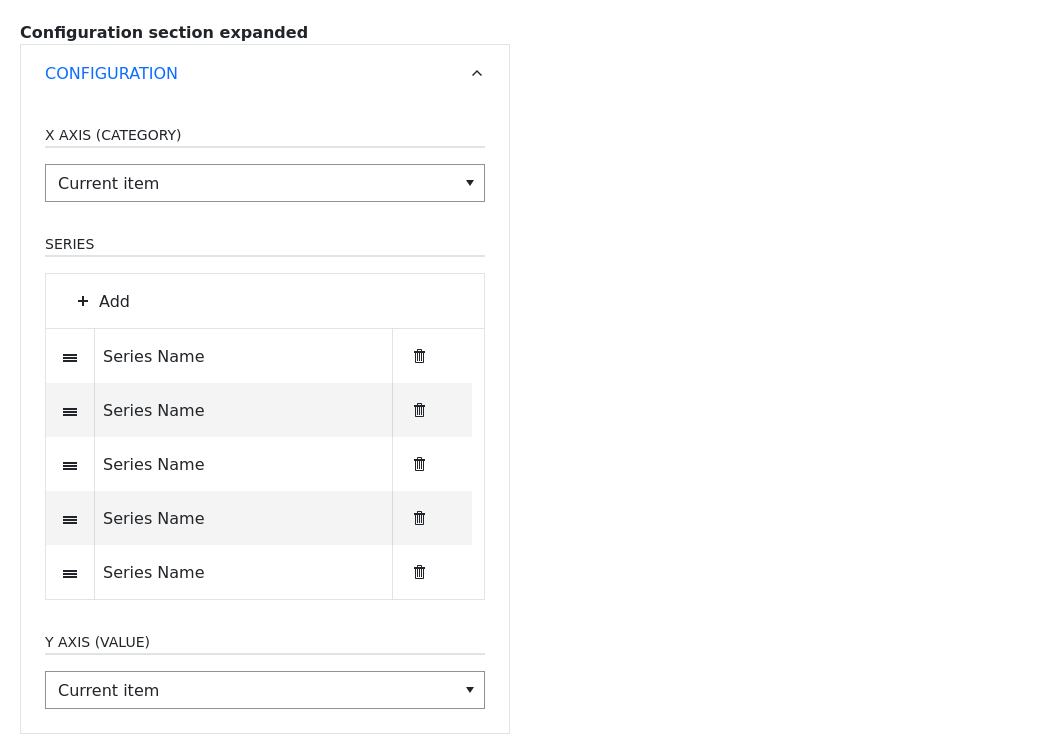 Configuration section expanded
CONFIGURATION
X AXIS (CATEGORY)
Current item
SERIES
Add
Series Name
Series Name
Series Name
Series Name
Series Name
Y AXIS (VALUE)
Current item